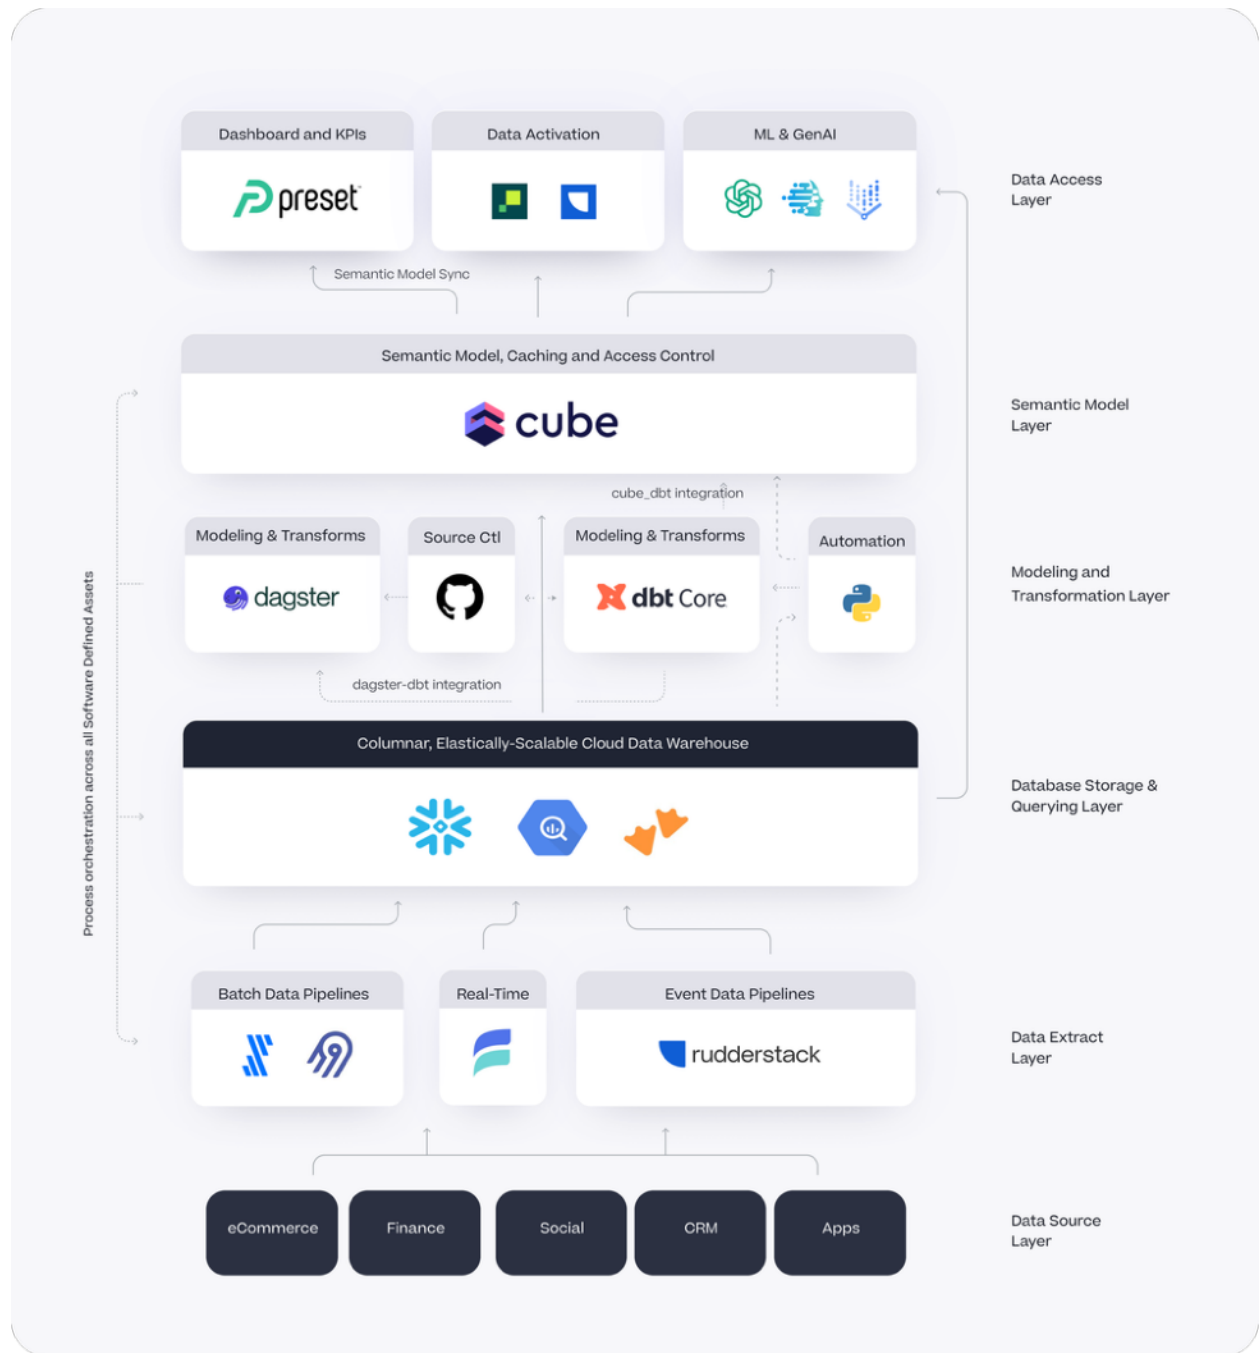 Dashboard and KPIs
Data Activation
ML & GenAI
preset
Data Access
Layer
Semantic Model Sync
Semantic Model, Caching and Access Control
cube
Semantic Model
Layer
cube_dbt integration
Modeling & Transforms
Source Ctl
Modeling & Transforms
Automation
dagster
dbt Core
Modeling and
Transformation Layer
dagster-dbt integration
Process orchestration across all Software Defined Assets
Columnar, Elastically-Scalable Cloud Data Warehouse
Database Storage &
Querying Layer
Batch Data Pipelines
Real-Time
Event Data Pipelines
rudderstack
Data Extract
Layer
eCommerce
Finance
Social
CRM
Apps
Data Source
Layer